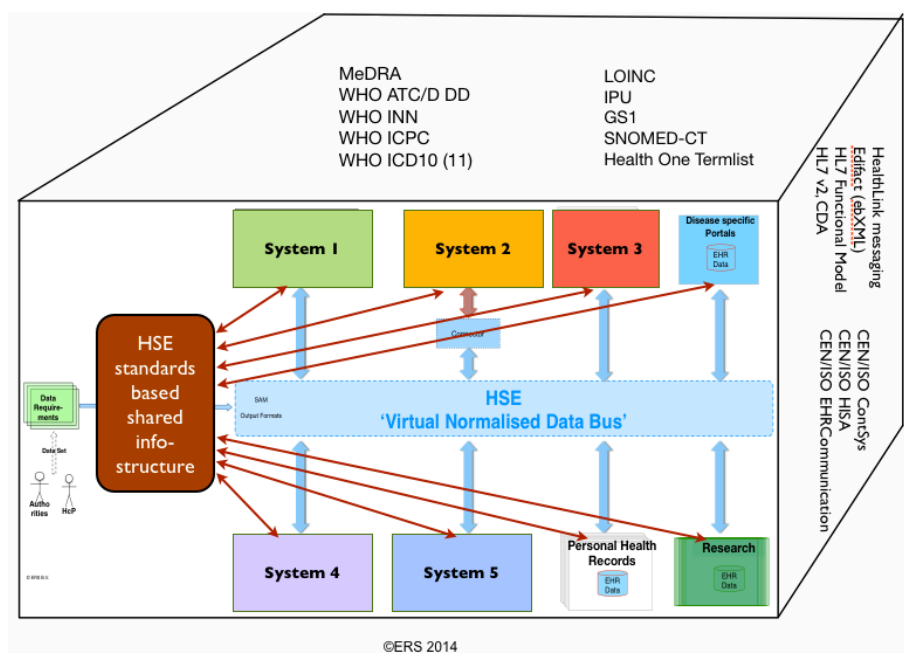 MeDRA
WHO ATC/D DD
WHO INN
WHO ICPC
WHO ICD10 (11)
LOINC
IPU
GS1
SNOMED-CT
Health One Termlist
HealthLink messaging
Edifact (ebXML)
HL7 Functional Model
HL7 v2, CDA
CEN/ISO ContSys
CEN/ISO HISA
CEN/ISO EHRCommunication
System 1
System 2
System 3
Disease specific
Portals
EHR
Data
Connector
HSE
standards
based
shared
info-
structure
Data
Require-
ments
Data Set
Autho
rities
HcP
SAM
Output Formats
HSE
'Virtual Normalised Data Bus'
System 4
System 5
Personal Health
Records
EHR
Data
Research
EHR
Data
©ERS 2014